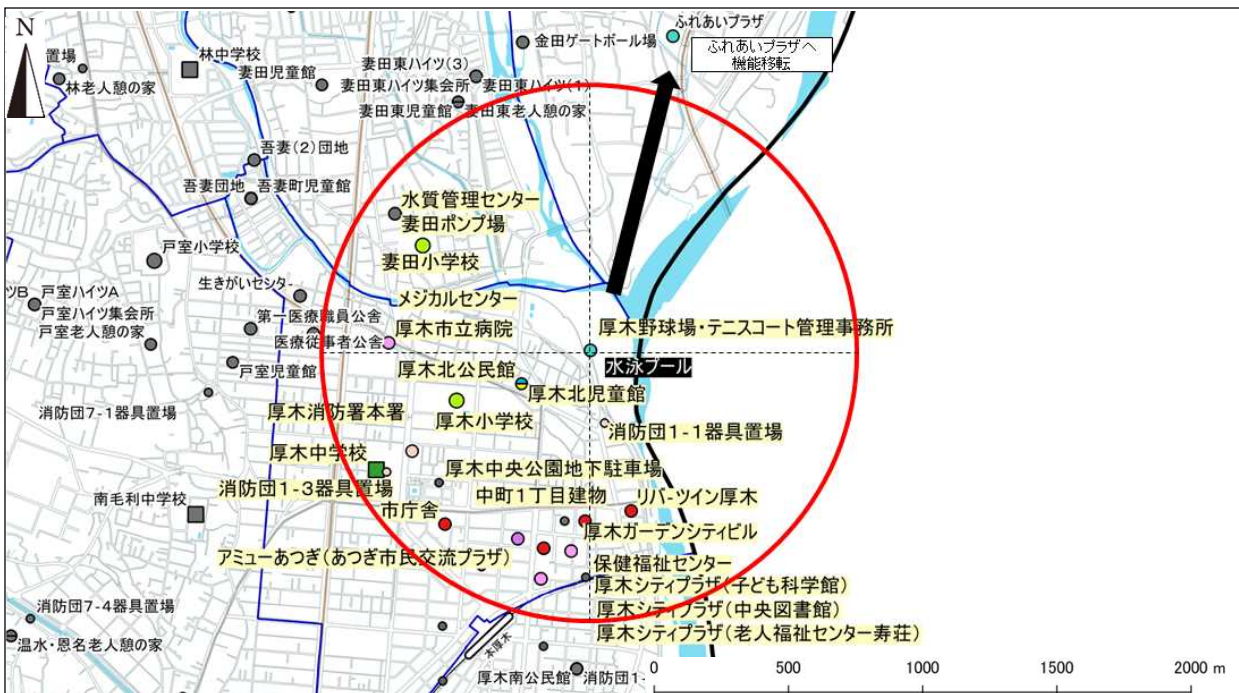 N
ふれあいプラザ
ふれあいプラザへ
機能移転
金田ゲートボール場
置場
林中学校
林老人憩の家
妻田児童館
妻田東ハイツ(3)
妻田東ハイツ集会所
妻田東ハイツ(1)
妻田東児童館
妻田東老人憩の家
吾妻(2)団地
吾妻団地
吾妻町児童館
水質管理センター
妻田ポンプ場
妻田小学校
戸室小学校
生きがいセンター
ツB
戸室ハイツA
戸室ハイツ集会所
戸室老人憩の家
メジカルセンター
第一医療職員公舎
厚木市立病院
医療従事者公舎
厚木野球場・テニスコート管理事務所
水泳プール
戸室児童館
厚木北公民館
厚木北児童館
消防団7-1器具置場
厚木消防署本署
厚木小学校
消防団1-1器具置場
厚木中学校
厚木中央公園地下駐車場
消防団1-3器具置場
中町1丁目建物
リバーツイン厚木
南毛利中学校
市庁舎
厚木ガーデンシティビル
アミューあつぎ(あつぎ市民交流プラザ)
保健福祉センター
厚木シティプラザ(子ども科学館)
厚木シティプラザ(中央図書館)
厚木シティプラザ(老人福祉センター寿荘)
消防団7-4器具置場
温水・恩名老人憩の家
本厚木
厚木南公民館
消防団1-
0 500 1000 1500 2000 m